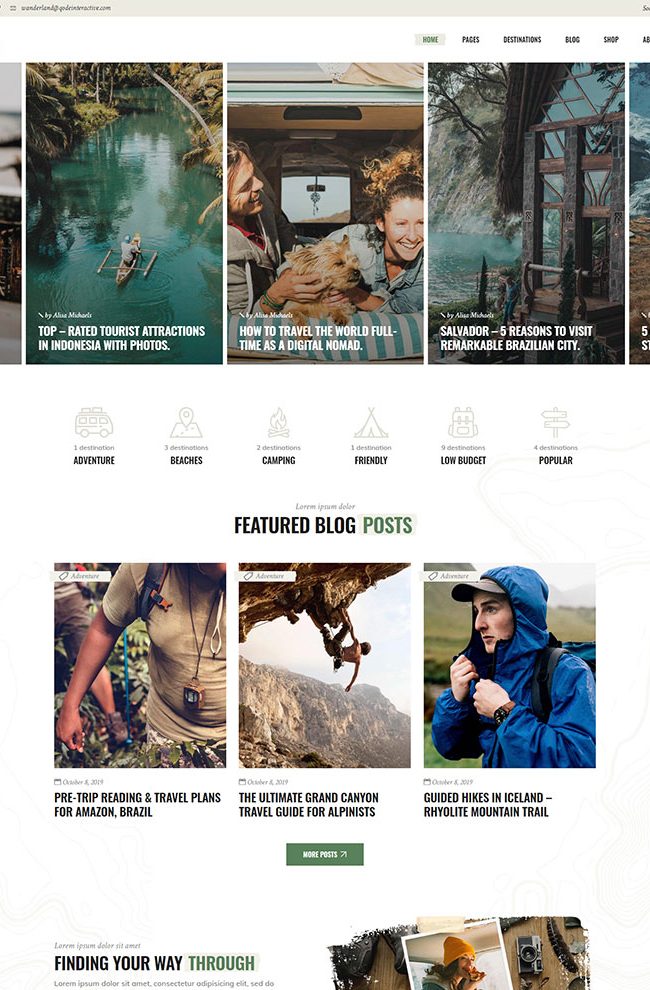 wanderland@qodeinteractive.com
HOME PAGES DESTINATIONS BLOG SHOP
by Alisa Michaels
TOP – RATED TOURIST ATTRACTIONS
IN INDONESIA WITH PHOTOS.
by Alisa Michaels
HOW TO TRAVEL THE WORLD FULL-
TIME AS A DIGITAL NOMAD.
by Alisa Michaels
SALVADOR – 5 REASONS TO VISIT
REMARKABLE BRAZILIAN CITY.
5
1 destination
ADVENTURE
3 destinations
BEACHES
2 destinations
CAMPING
1 destination
FRIENDLY
9 destinations
LOW BUDGET
4 destinations
POPULAR
Lorem ipsum dolor
FEATURED BLOG POSTS
Adventure
October 8, 2019
PRE-TRIP READING & TRAVEL PLANS
FOR AMAZON, BRAZIL
Adventure
October 8, 2019
THE ULTIMATE GRAND CANYON
TRAVEL GUIDE FOR ALPINISTS
Adventure
October 8, 2019
GUIDED HIKES IN ICELAND –
RHYOLITE MOUNTAIN TRAIL
MORE POSTS
Lorem ipsum dolor sit amet
FINDING YOUR WAY THROUGH
Lorem ipsum dolor sit amet, consectetur adipisicing elit, sed do